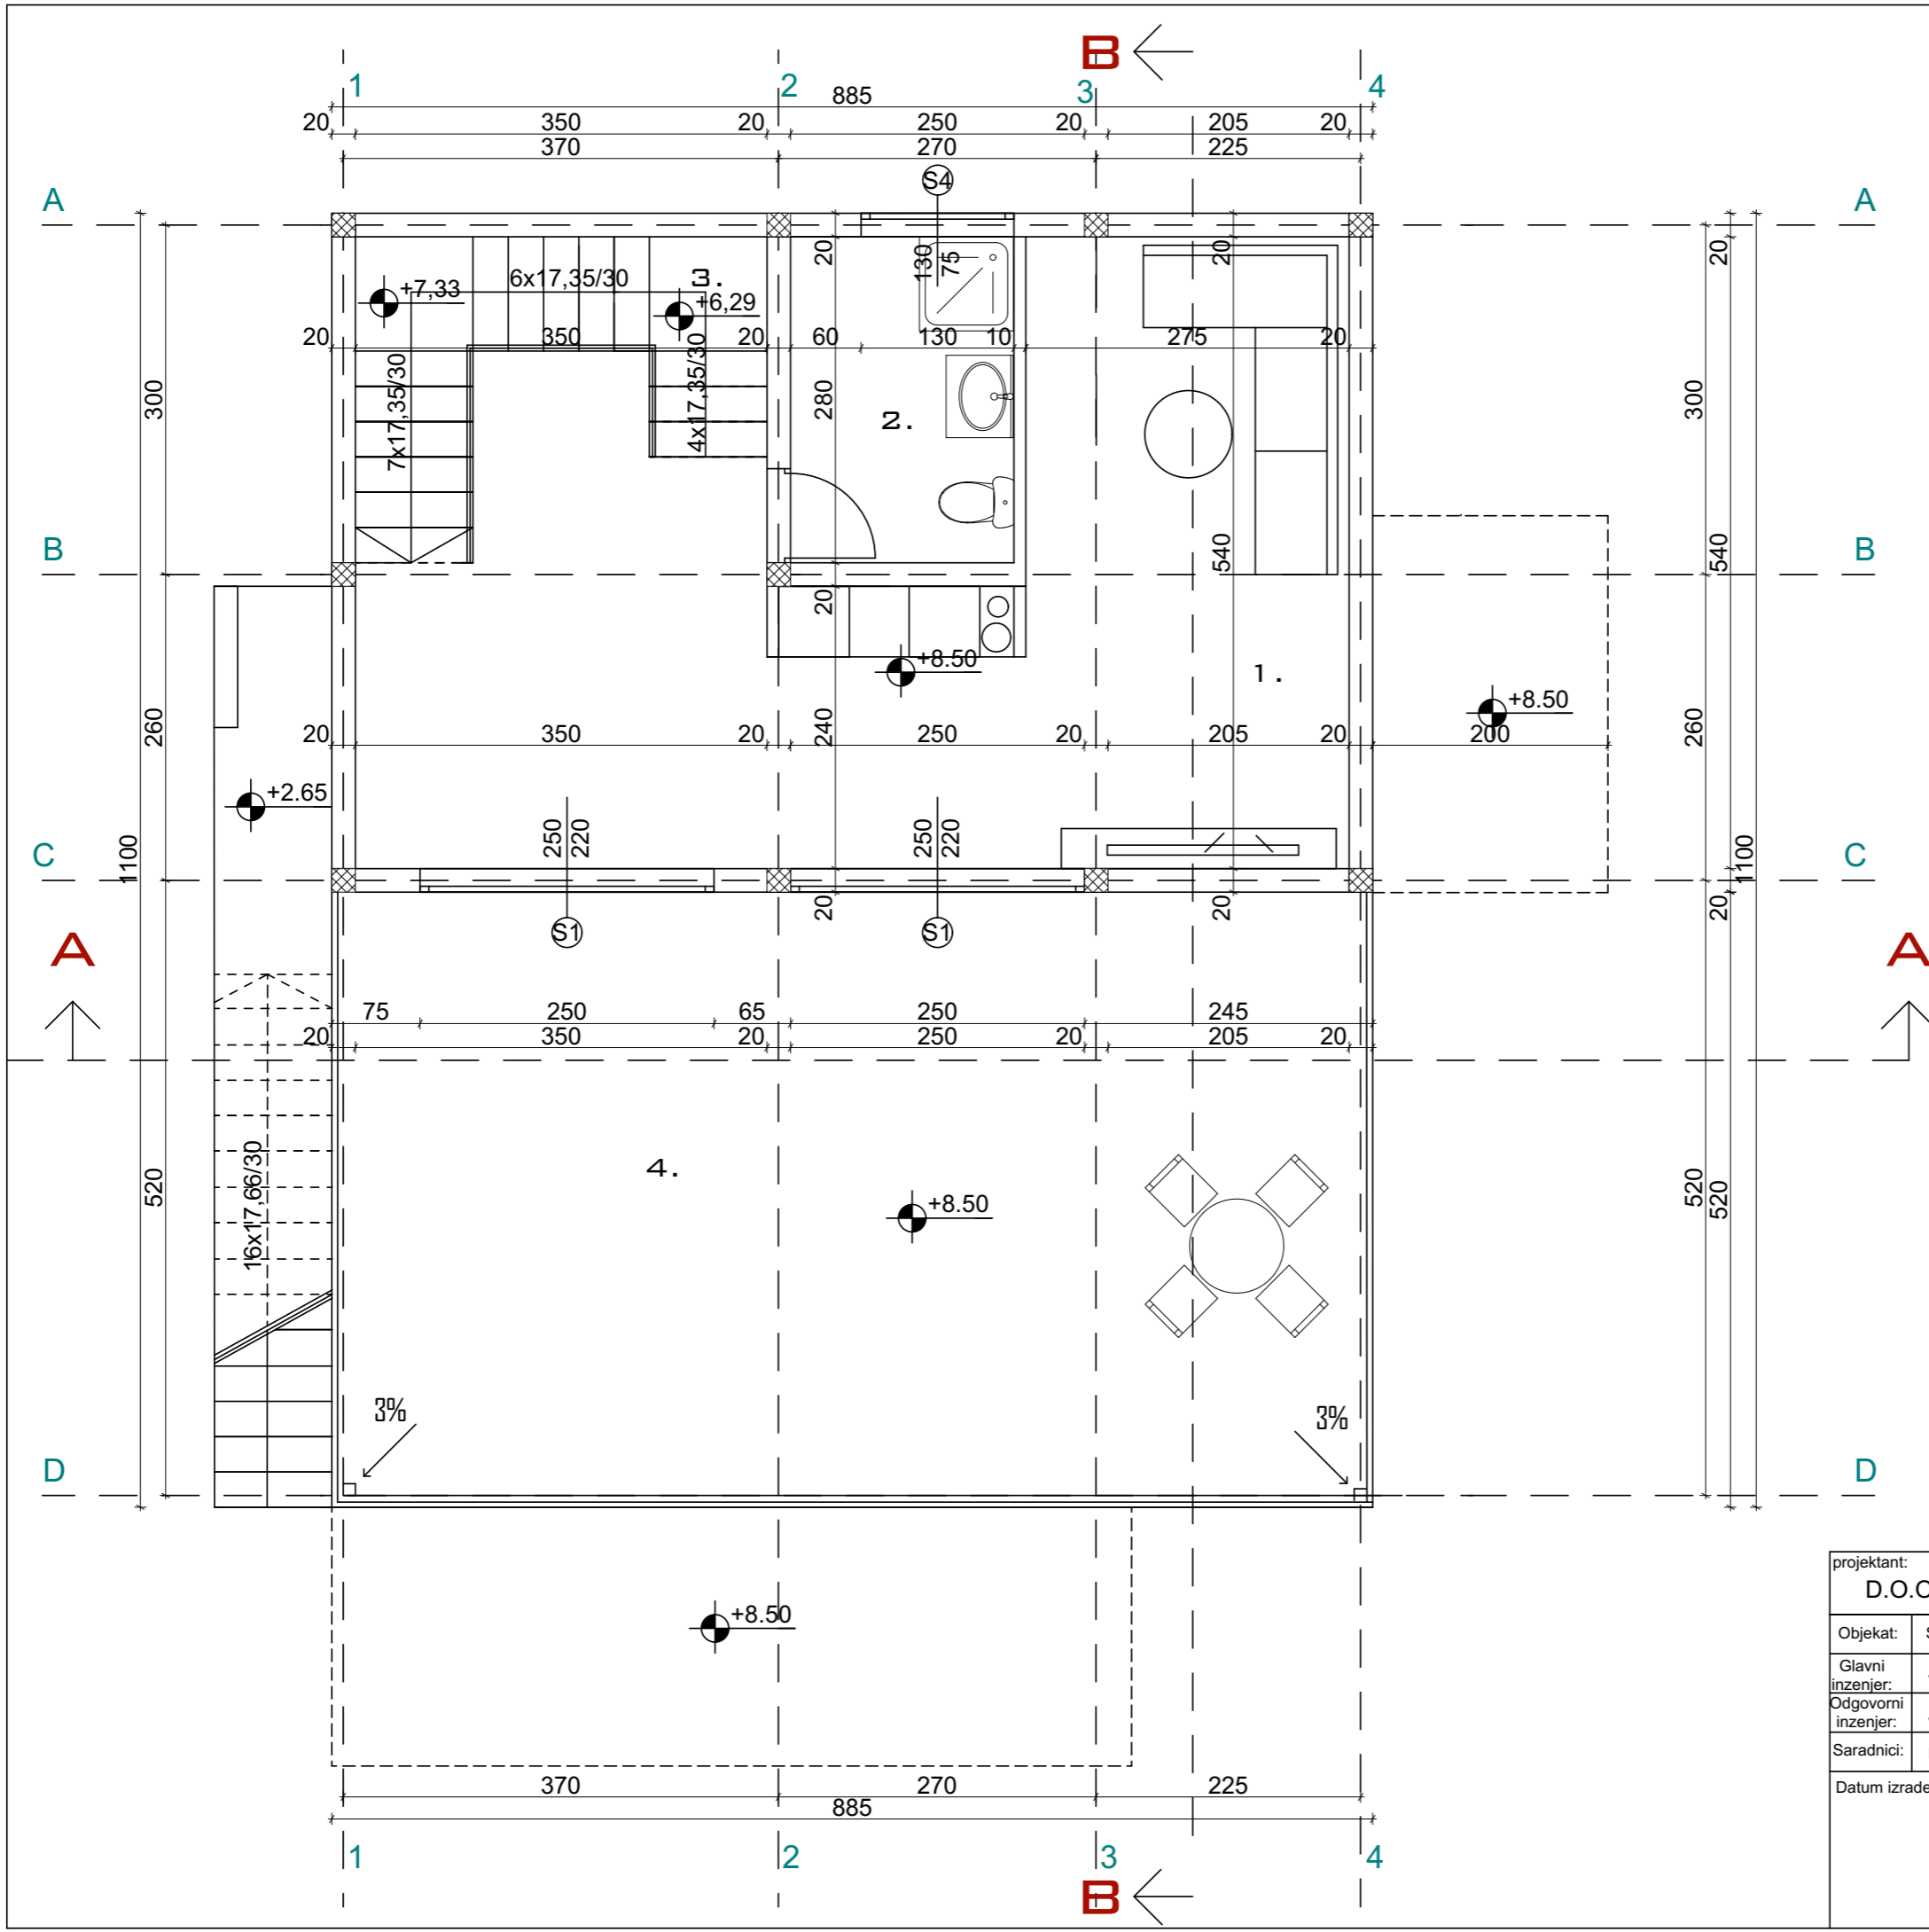 B
1 2 3 4
885
20 350 20 250 20 205 20
370 270 225
S4
A A
20 130 75 20 20
+7,33 6x17,35/30 3. +6,29
20 350 20 60 130 10 275 20
7x17,35/30 4x17,35/30
300 280 2. 300
540 540
B B
20
+8.50 1. +8.50
260 240 260
20 350 20 250 20 205 20 200
+2.65
250 220 250 220
1100 1100
C C
20 20 20
S1 S1
A A
75 250 65 250 245
20 350 20 250 20 205 20
16x17,66/30
4.
520 520 520
+8.50
3% 3%
D D
+8.50
370 270 225
885
1 2 3 4
B
projektant:
D.O.
Objekat:
Glavni
inzenjer:
Odgovorni
inzenjer:
Saradnici:
Datum izrade